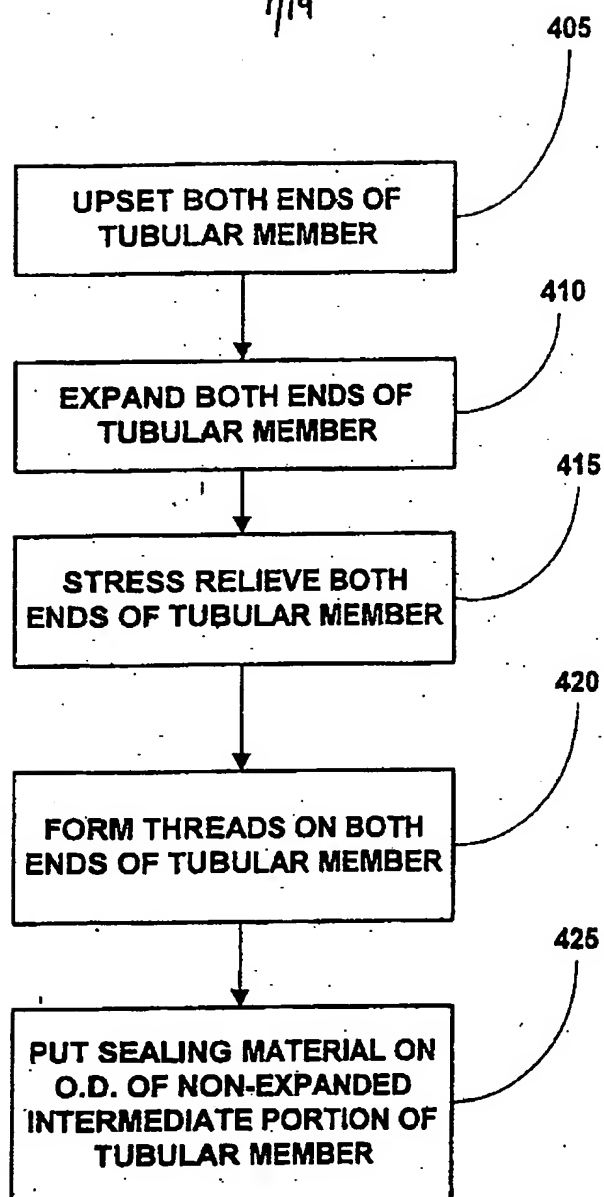 7/19
405
UPSET BOTH ENDS OF
TUBULAR MEMBER
410
EXPAND BOTH ENDS OF
TUBULAR MEMBER
415
STRESS RELIEVE BOTH
ENDS OF TUBULAR MEMBER
420
FORM THREADS ON BOTH
ENDS OF TUBULAR MEMBER
425
PUT SEALING MATERIAL ON
O.D. OF NON-EXPANDED
INTERMEDIATE PORTION OF
TUBULAR MEMBER